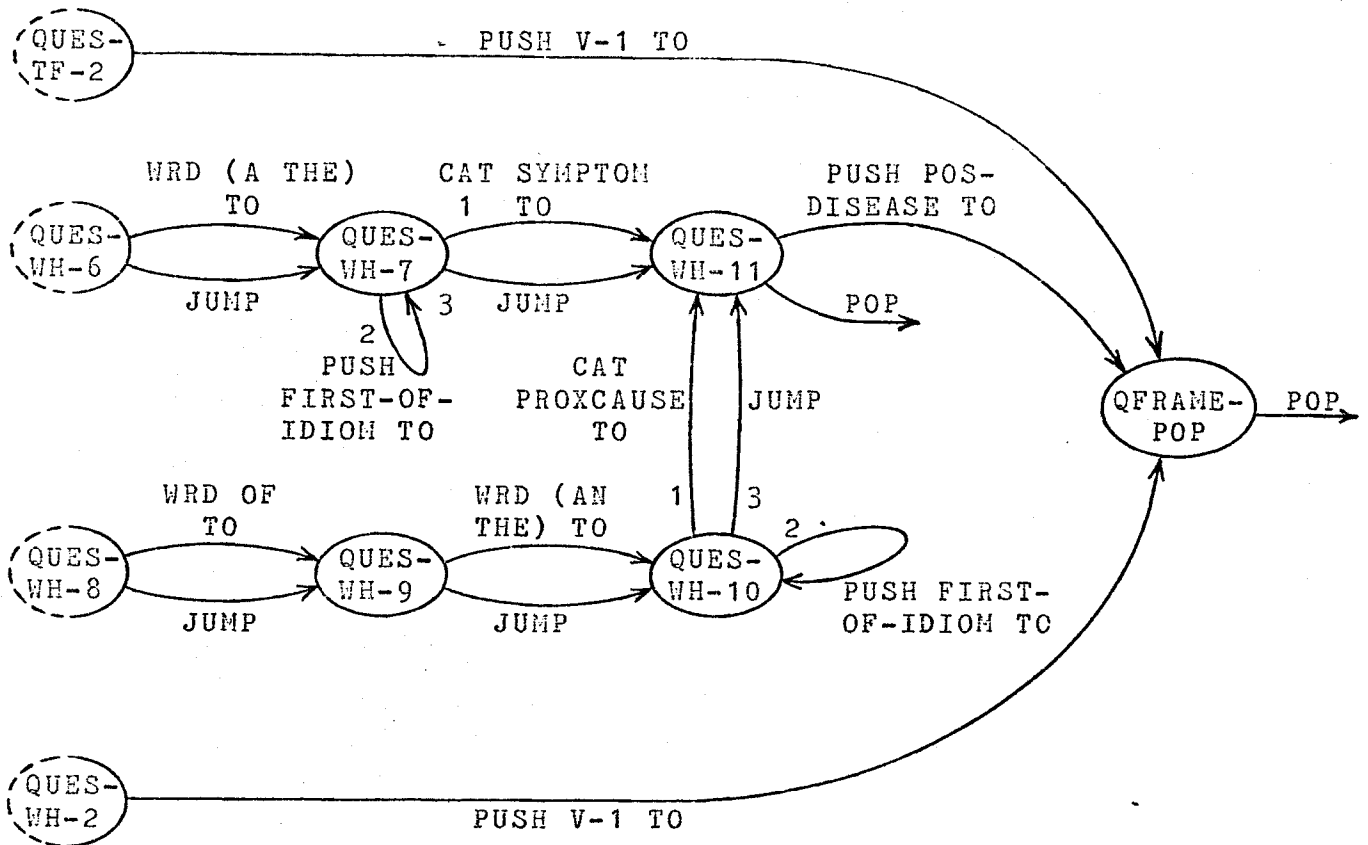 QUES-
TF-2
PUSH V-1 TO
WRD (A THE)
TO
CAT SYMPTOM
1 TO
PUSH POS-
DISEASE TO
QUES-
WH-6
QUES-
WH-7
QUES-
WH-11
JUMP
3
JUMP
POP
2
PUSH
FIRST-OF-
IDIOM TO
CAT
PROXCAUSE
TO
JUMP
QFRAME-
POP
POP
WRD OF
TO
WRD (AN
THE) TO
1
3
2
QUES-
WH-8
QUES-
WH-9
QUES-
WH-10
JUMP
JUMP
PUSH FIRST-
OF-IDIOM TO
QUES-
WH-2
PUSH V-1 TO